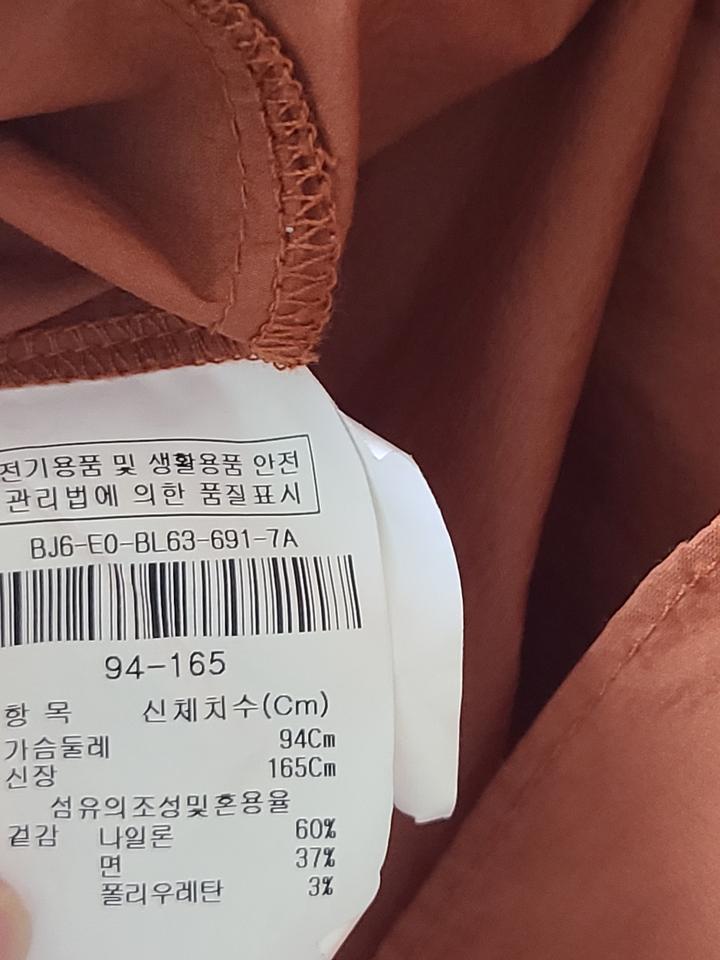 전기용품 및 생활용품 안전
관리법에 의한 품질표시
BJ6-E0-BL63-691-7A
94-165
항 목 신체치수(Cm)
가슴둘레 94Cm
신장 165Cm
섬유의조성및혼용율
겉감 나일론 60%
면 37%
폴리우레탄 3%